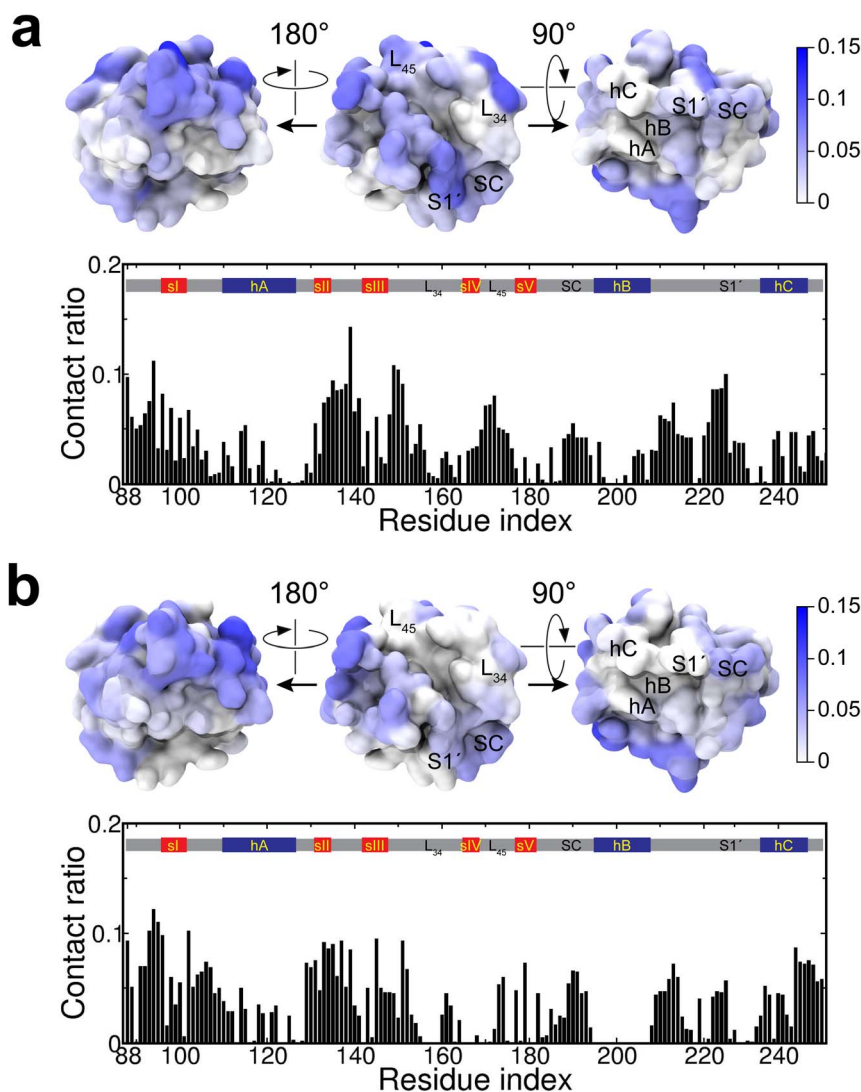 a
180°
90°
L45
L34
S1´
SC
hC
S1´
SC
hB
hA
0.15
0.1
0.05
0
0.2
0.1
0
Contact ratio
sI hA sII sIII L34 sIV L45 sV SC hB S1´ hC
88 100 120 140 160 180 200 220 240
Residue index
b
180°
90°
L45
L34
S1´
SC
hC
S1´
SC
hB
hA
0.15
0.1
0.05
0
0.2
0.1
0
Contact ratio
sI hA sII sIII L34 sIV L45 sV SC hB S1´ hC
88 100 120 140 160 180 200 220 240
Residue index